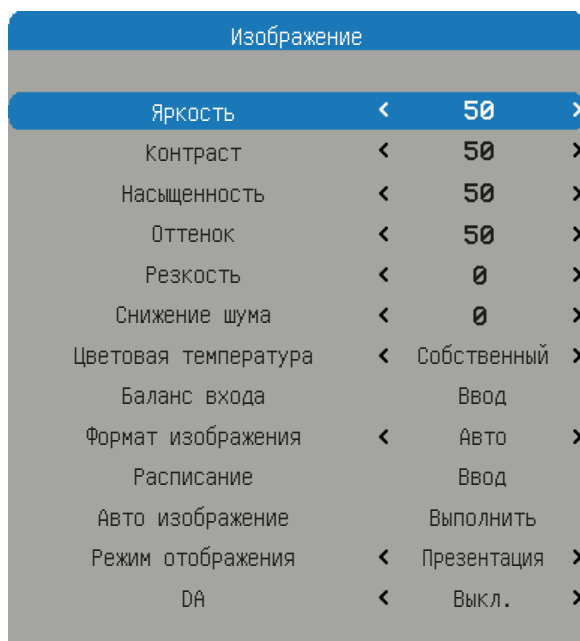 Изображение
Яркость < 50 >
Контраст < 50 >
Насыщенность < 50 >
Оттенок < 50 >
Резкость < 0 >
Снижение шума < 0 >
Цветовая температура < Собственный >
Баланс входа Ввод
Формат изображения < Авто >
Расписание Ввод
Авто изображение Выполнить
Режим отображения < Презентация >
DA < Выкл. >